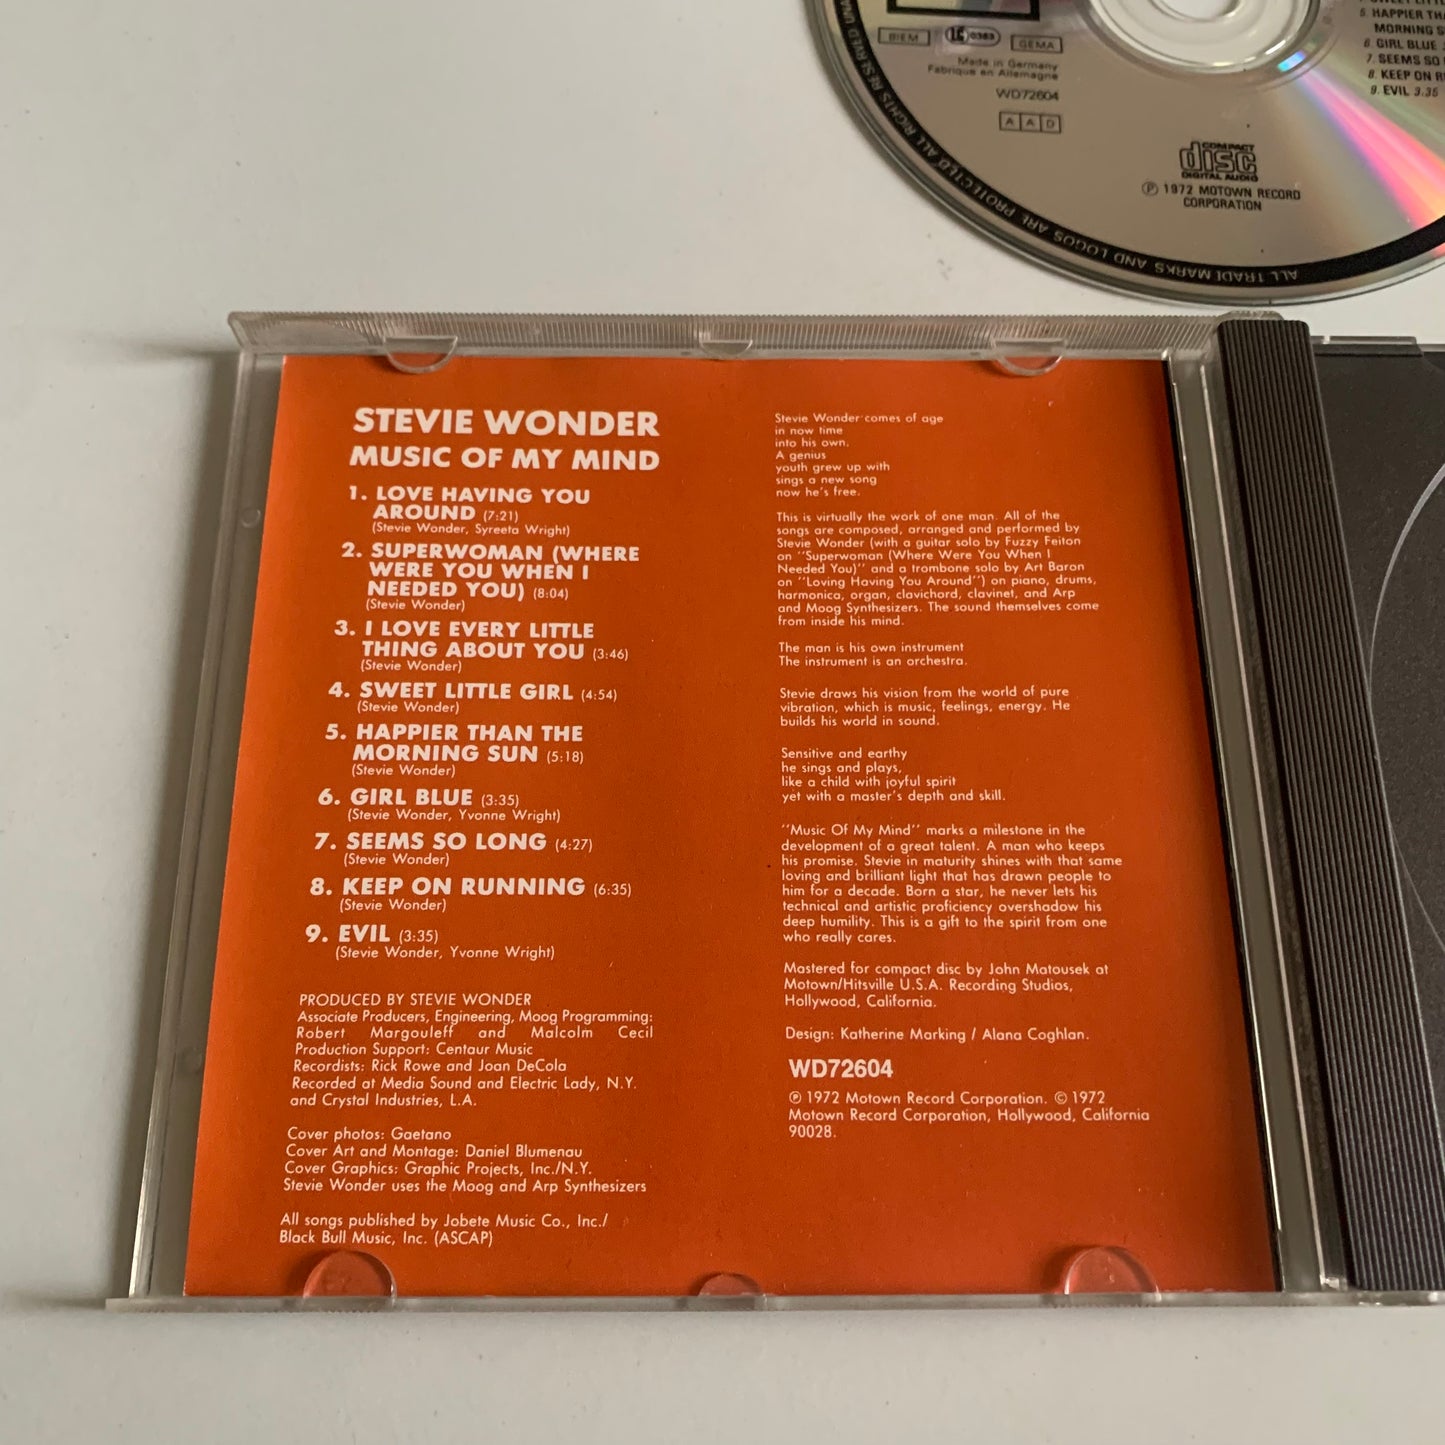 5. HAPPIER
MORNING
6. GIRL BLUE
7. SEEMS SO
8. KEEP ON
9. EVIL 3.35
BIEM LC 0363 GEMA
Made in Germany
Fabrique en Allemagne
WD72604
A A D
COMPACT
disc
DIGITAL AUDIO
℗ 1972 MOTOWN RECORD
CORPORATION
ALL TRADEMARKS AND LOGOS ARE PROTECTED ALL RIGHTS RESERVED
STEVIE WONDER
MUSIC OF MY MIND
1. LOVE HAVING YOU
AROUND (7:21)
(Stevie Wonder, Syreeta Wright)
2. SUPERWOMAN (WHERE
WERE YOU WHEN I
NEEDED YOU) (8:04)
(Stevie Wonder)
3. I LOVE EVERY LITTLE
THING ABOUT YOU (3:46)
(Stevie Wonder)
4. SWEET LITTLE GIRL (4:54)
(Stevie Wonder)
5. HAPPIER THAN THE
MORNING SUN (5:18)
(Stevie Wonder)
6. GIRL BLUE (3:35)
(Stevie Wonder, Yvonne Wright)
7. SEEMS SO LONG (4:27)
(Stevie Wonder)
8. KEEP ON RUNNING (6:35)
(Stevie Wonder)
9. EVIL (3:35)
(Stevie Wonder, Yvonne Wright)
PRODUCED BY STEVIE WONDER
Associate Producers, Engineering, Moog Programming:
Robert Margouleff and Malcolm Cecil
Production Support: Centaur Music
Recordists: Rick Rowe and Joan DeCola
Recorded at Media Sound and Electric Lady, N.Y.
and Crystal Industries, L.A.
Cover photos: Gaetano
Cover Art and Montage: Daniel Blumenau
Cover Graphics: Graphic Projects, Inc./N.Y.
Stevie Wonder uses the Moog and Arp Synthesizers
All songs published by Jobete Music Co., Inc./
Black Bull Music, Inc. (ASCAP)
Stevie Wonder comes of age
in now time
into his own.
A genius
youth grew up with
sings a new song
now he's free.
This is virtually the work of one man. All of the
songs are composed, arranged and performed by
Stevie Wonder (with a guitar solo by Fuzzy Feiton
on "Superwoman (Where Were You When I
Needed You)" and a trombone solo by Art Baron
on "Loving Having You Around") on piano, drums,
harmonica, organ, clavichord, clavinet, and Arp
and Moog Synthesizers. The sound themselves come
from inside his mind.
The man is his own instrument
The instrument is an orchestra.
Stevie draws his vision from the world of pure
vibration, which is music, feelings, energy. He
builds his world in sound.
Sensitive and earthy
he sings and plays,
like a child with joyful spirit
yet with a master's depth and skill.
"Music Of My Mind" marks a milestone in the
development of a great talent. A man who keeps
his promise. Stevie in maturity shines with that same
loving and brilliant light that has drawn people to
him for a decade. Born a star, he never lets his
technical and artistic proficiency overshadow his
deep humility. This is a gift to the spirit from one
who really cares.
Mastered for compact disc by John Matousek at
Motown/Hitsville U.S.A. Recording Studios,
Hollywood, California.
Design: Katherine Marking / Alana Coghlan.
WD72604
℗ 1972 Motown Record Corporation. © 1972
Motown Record Corporation, Hollywood, California
90028.